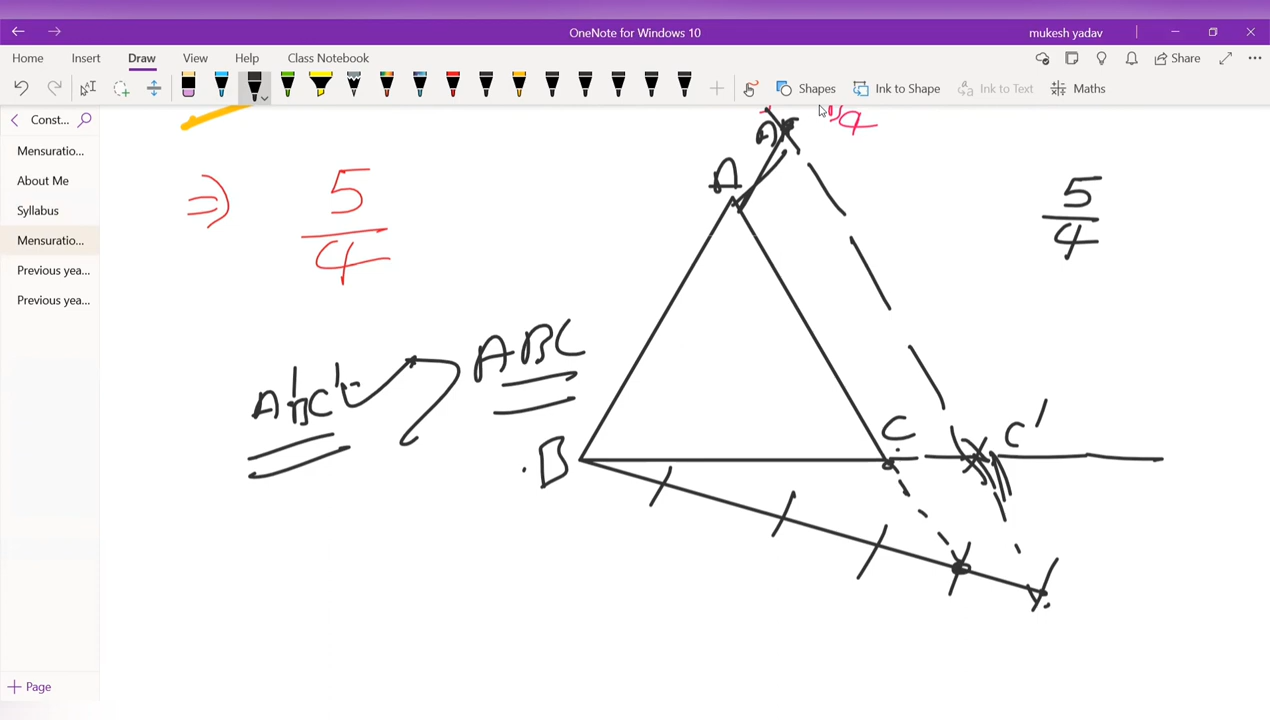 OneNote for Windows 10
mukesh yadav
Home Insert Draw View Help Class Notebook
Share
Shapes Ink to Shape Ink to Text Maths
Const...
Mensuratio...
About Me
Syllabus
Mensuratio...
Previous yea...
Previous yea...
Page
4
A'
A
⇒ 5/4
5/4
ABC
A'BC'
C
C'
B